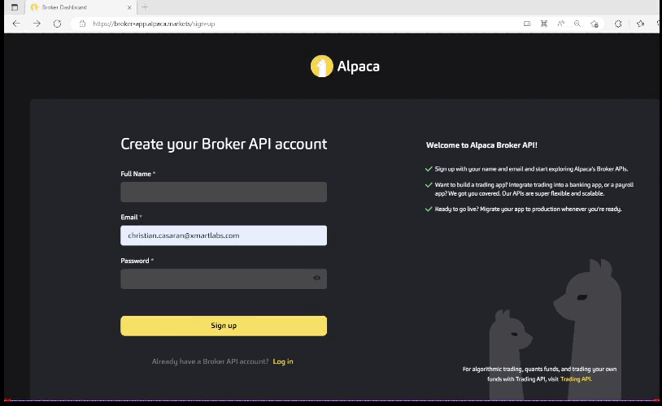 Broker Dashboard
https://broker-app.alpaca.markets/sign-up
Alpaca
Create your Broker API account
Full Name *
Email *
christian.casaran@xmartlabs.com
Password *
Sign up
Already have a Broker API account? Log in
Welcome to Alpaca Broker API!
Sign up with your name and email and start exploring Alpaca's Broker APIs.
Want to build a trading app? Integrate trading into a banking app, or a payroll
app? We got you covered. Our APIs are super flexible and scalable.
Ready to go live? Migrate your app to production whenever you're ready.
For algorithmic trading, quants funds, and trading your own
funds with Trading API, visit Trading API.